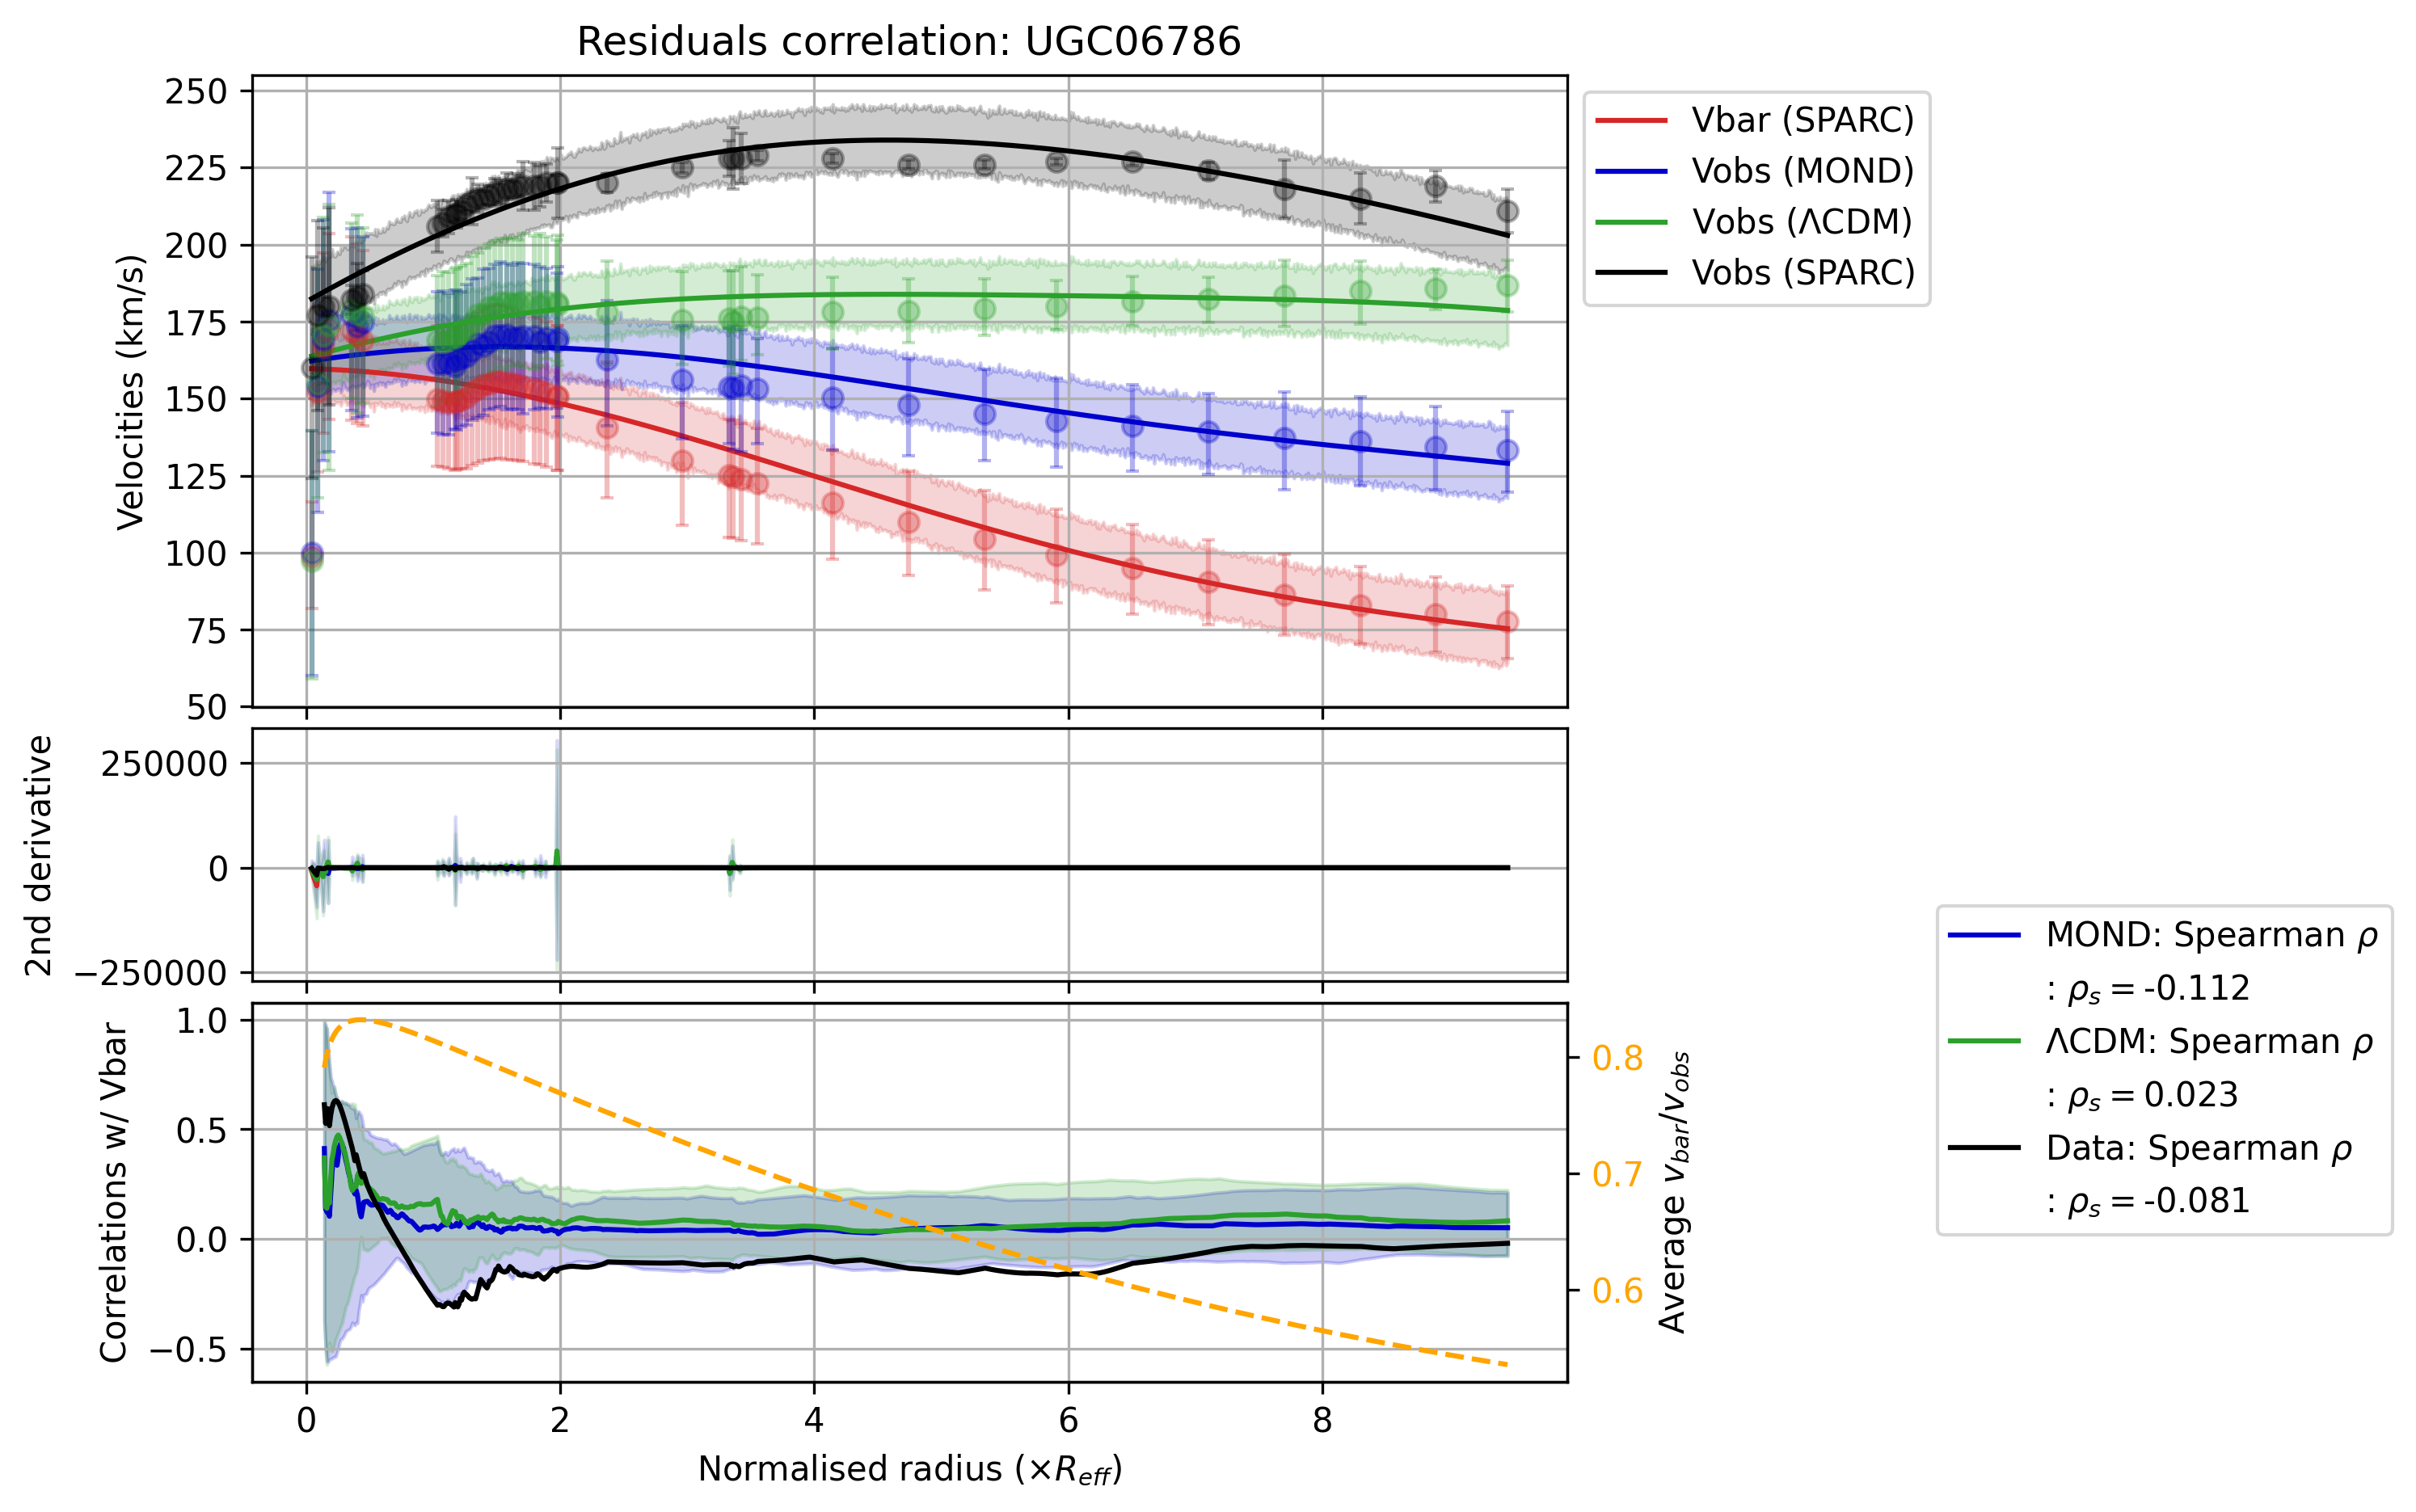 Residuals correlation: UGC06786
250
225
200
175
150
125
100
75
50
Velocities (km/s)
Vbar (SPARC)
Vobs (MOND)
Vobs (ΛCDM)
Vobs (SPARC)
250000
0
−250000
2nd derivative
1.0
0.5
0.0
−0.5
Correlations w/ Vbar
0.8
0.7
0.6
Average v_bar/v_obs
MOND: Spearman ρ
: ρ_s = -0.112
ΛCDM: Spearman ρ
: ρ_s = 0.023
Data: Spearman ρ
: ρ_s = -0.081
0 2 4 6 8
Normalised radius (×R_eff)